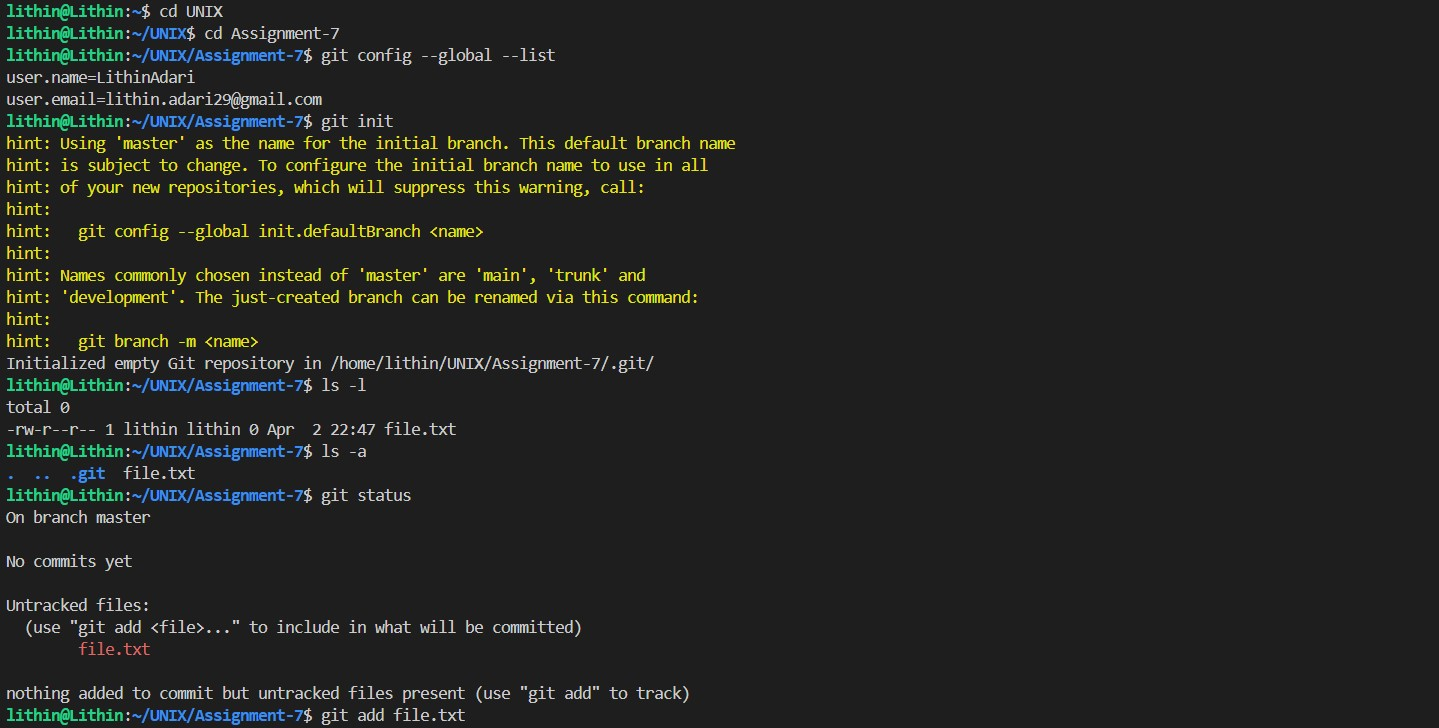 lithin@Lithin:~$ cd UNIX
lithin@Lithin:~/UNIX$ cd Assignment-7
lithin@Lithin:~/UNIX/Assignment-7$ git config --global --list
user.name=LithinAdari
user.email=lithin.adari29@gmail.com
lithin@Lithin:~/UNIX/Assignment-7$ git init
hint: Using 'master' as the name for the initial branch. This default branch name
hint: is subject to change. To configure the initial branch name to use in all
hint: of your new repositories, which will suppress this warning, call:
hint:
hint:   git config --global init.defaultBranch <name>
hint:
hint: Names commonly chosen instead of 'master' are 'main', 'trunk' and
hint: 'development'. The just-created branch can be renamed via this command:
hint:
hint:   git branch -m <name>
Initialized empty Git repository in /home/lithin/UNIX/Assignment-7/.git/
lithin@Lithin:~/UNIX/Assignment-7$ ls -l
total 0
-rw-r--r-- 1 lithin lithin 0 Apr  2 22:47 file.txt
lithin@Lithin:~/UNIX/Assignment-7$ ls -a
.  ..  .git  file.txt
lithin@Lithin:~/UNIX/Assignment-7$ git status
On branch master

No commits yet

Untracked files:
  (use "git add <file>..." to include in what will be committed)
        file.txt

nothing added to commit but untracked files present (use "git add" to track)
lithin@Lithin:~/UNIX/Assignment-7$ git add file.txt